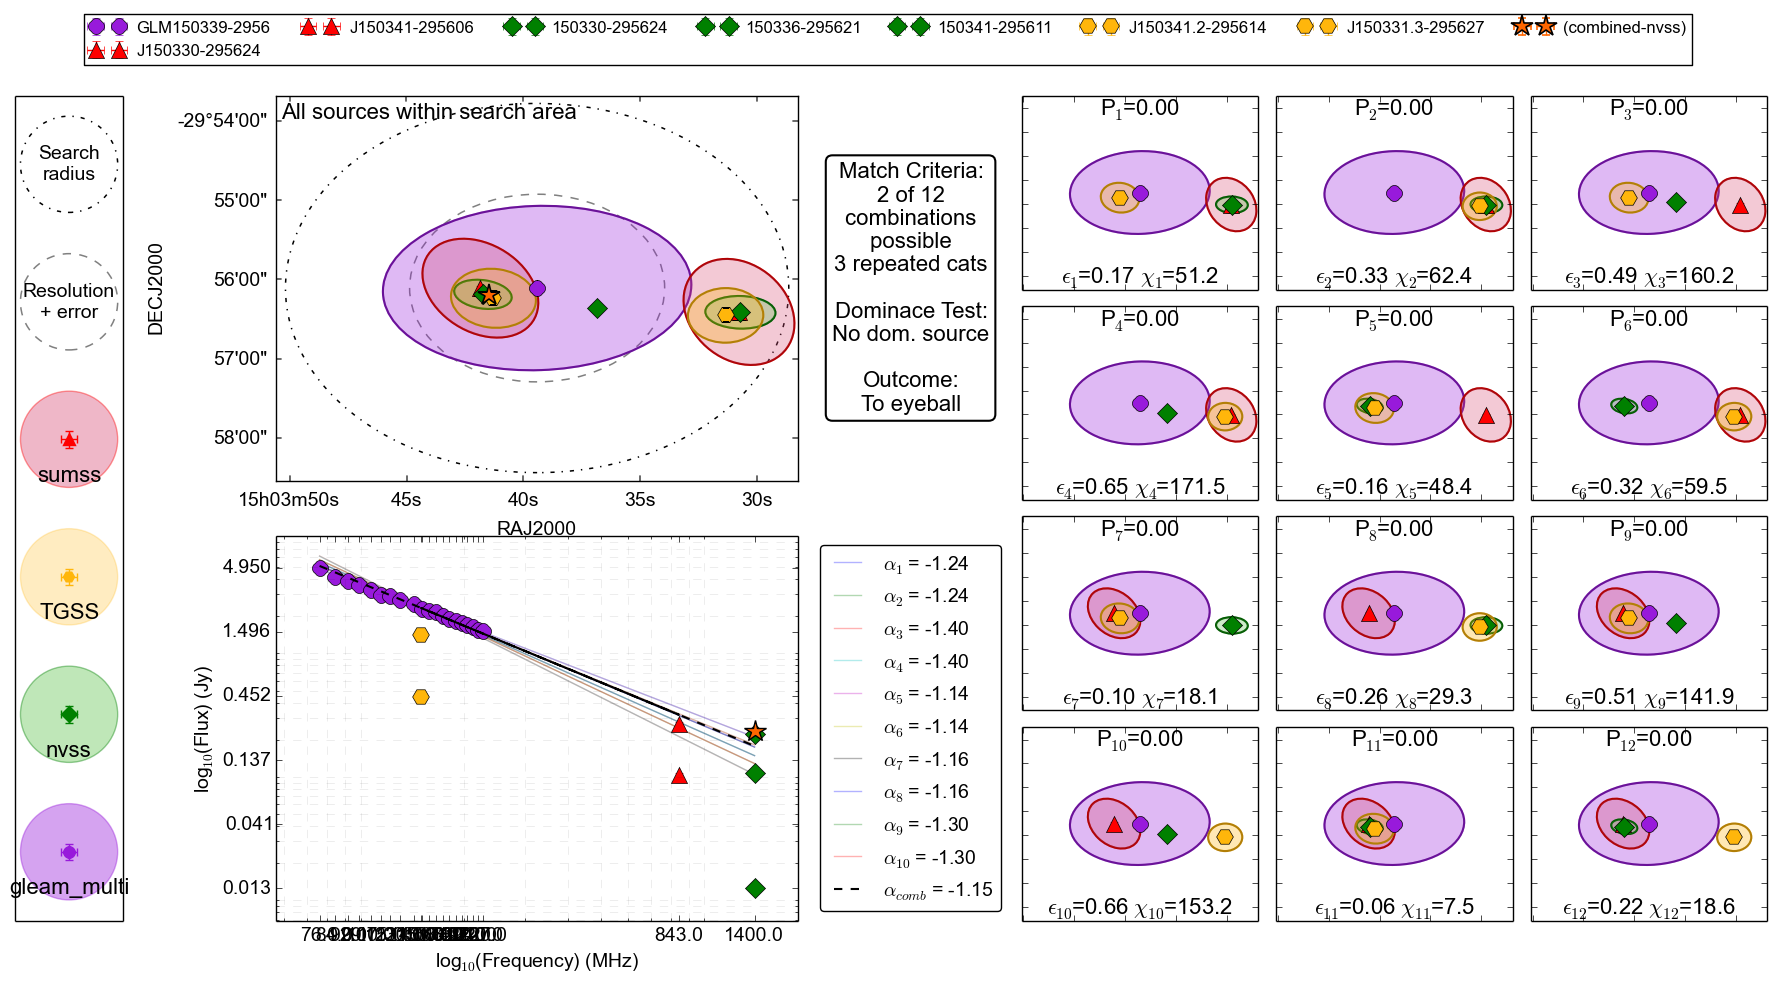 GLM150339-2956 J150341-295606 150330-295624 150336-295621 150341-295611 J150341.2-295614 J150331.3-295627 (combined-nvss)
J150330-295624
Search
radius
Resolution
+ error
sumss
TGSS
nvss
gleam_multi
All sources within search area
DECJ2000
-29°54'00"
55'00"
56'00"
57'00"
58'00"
15h03m50s 45s 40s 35s 30s
RAJ2000
Match Criteria:
2 of 12
combinations
possible
3 repeated cats
Dominace Test:
No dom. source
Outcome:
To eyeball
log₁₀(Flux) (Jy)
4.950
1.496
0.452
0.137
0.041
0.013
843.0 1400.0
log₁₀(Frequency) (MHz)
α₁ = -1.24
α₂ = -1.24
α₃ = -1.40
α₄ = -1.40
α₅ = -1.14
α₆ = -1.14
α₇ = -1.16
α₈ = -1.16
α₉ = -1.30
α₁₀ = -1.30
α_comb = -1.15
P₁=0.00
ϵ₁=0.17 χ₁=51.2
P₂=0.00
ϵ₂=0.33 χ₂=62.4
P₃=0.00
ϵ₃=0.49 χ₃=160.2
P₄=0.00
ϵ₄=0.65 χ₄=171.5
P₅=0.00
ϵ₅=0.16 χ₅=48.4
P₆=0.00
ϵ₆=0.32 χ₆=59.5
P₇=0.00
ϵ₇=0.10 χ₇=18.1
P₈=0.00
ϵ₈=0.26 χ₈=29.3
P₉=0.00
ϵ₉=0.51 χ₉=141.9
P₁₀=0.00
ϵ₁₀=0.66 χ₁₀=153.2
P₁₁=0.00
ϵ₁₁=0.06 χ₁₁=7.5
P₁₂=0.00
ϵ₁₂=0.22 χ₁₂=18.6